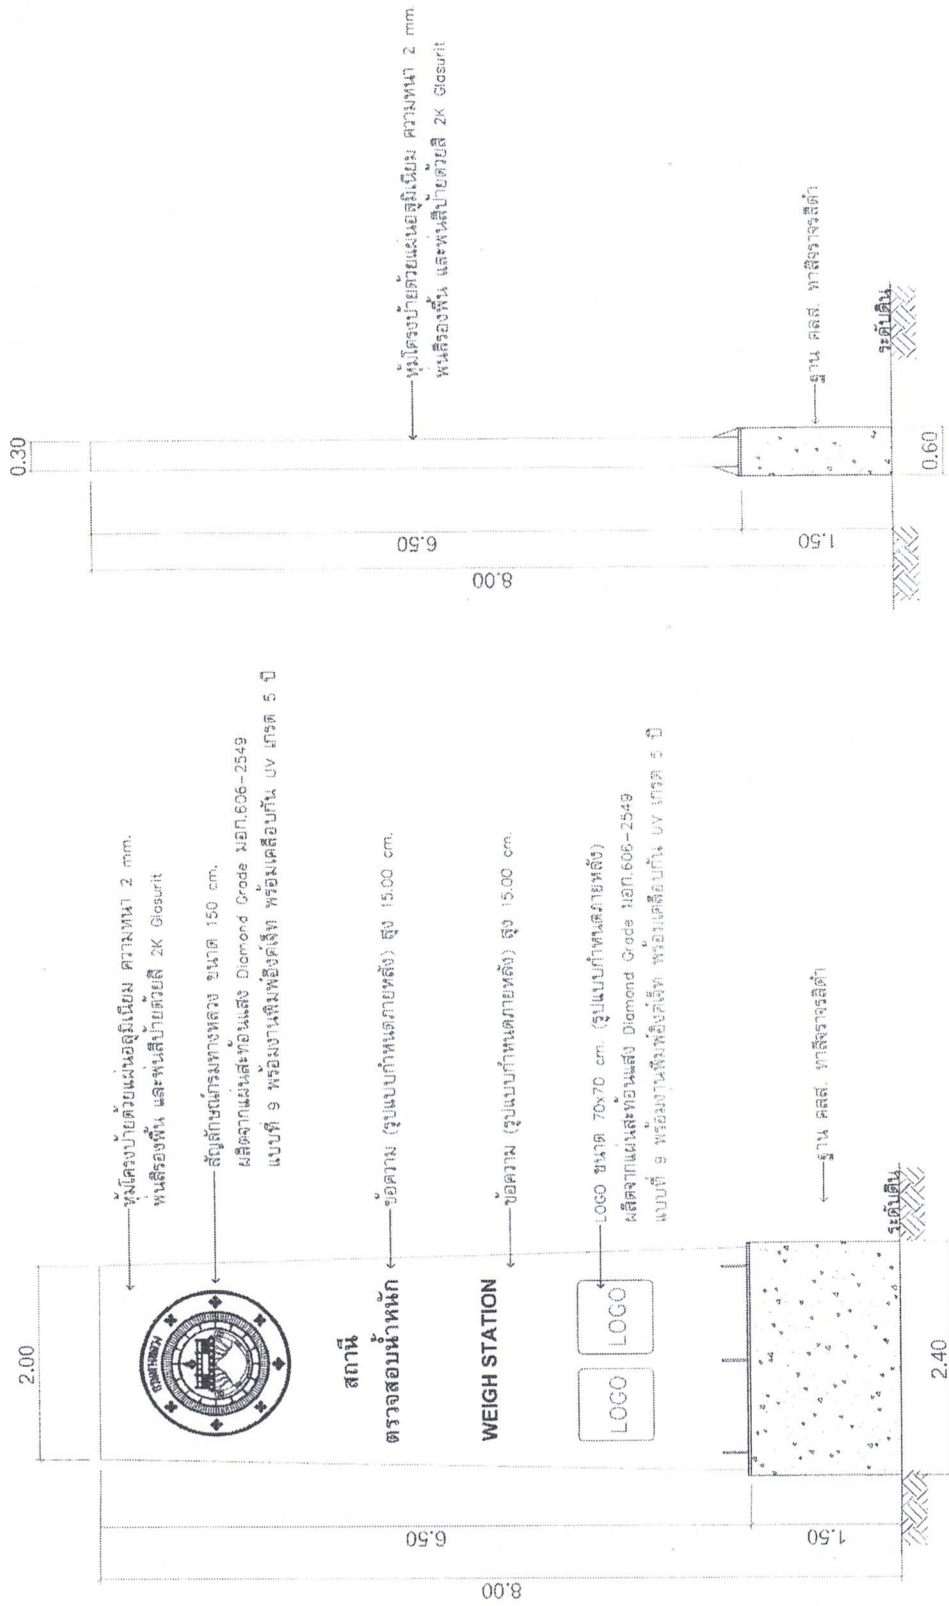 2.00
หุ้มโครงป้ายด้วยแผ่นอลูมิเนียม ความหนา 2 mm.
พ่นสีรองพื้น และพ่นสีป้ายด้วยสี 2K Glasurit
สัญลักษณ์กรมทางหลวง ขนาด 150 cm.
ผลิตจากแผ่นสะท้อนแสง Diamond Grade มอก.606-2549
แบบที่ 9 พร้อมงานพิมพ์อิงค์เจ็ท พร้อมเคลือบกัน UV เกรด 5 ปี
กรมทางหลวง
สถานี
ตรวจสอบน้ำหนัก
ข้อความ (รูปแบบกำหนดภายหลัง) สูง 15.00 cm.
WEIGH STATION
ข้อความ (รูปแบบกำหนดภายหลัง) สูง 15.00 cm.
LOGO
LOGO
LOGO ขนาด 70x70 cm. (รูปแบบกำหนดภายหลัง)
ผลิตจากแผ่นสะท้อนแสง Diamond Grade มอก.606-2549
แบบที่ 9 พร้อมงานพิมพ์อิงค์เจ็ท พร้อมเคลือบกัน UV เกรด 5 ปี
ฐาน คสล. ทาสีจราจรสีดำ
ระดับดิน
6.50
1.50
8.00
2.40
0.30
หุ้มโครงป้ายด้วยแผ่นอลูมิเนียม ความหนา 2 mm.
พ่นสีรองพื้น และพ่นสีป้ายด้วยสี 2K Glasurit
ฐาน คสล. ทาสีจราจรสีดำ
ระดับดิน
6.50
1.50
8.00
0.60